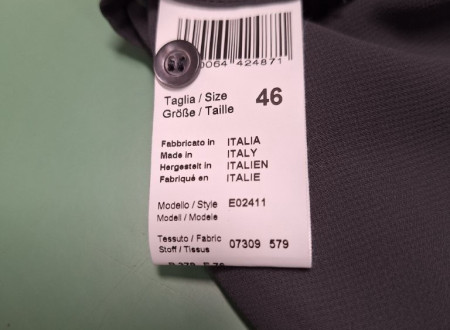 0064 424871
Taglia / Size 46
Größe / Taille
Fabbricato in ITALIA
Made in ITALY
Hergestelt in ITALIEN
Fabriqué en ITALIE
Modello / Style E02411
Modell / Modele
Tessuto / Fabric 07309 579
Stoff / Tissus